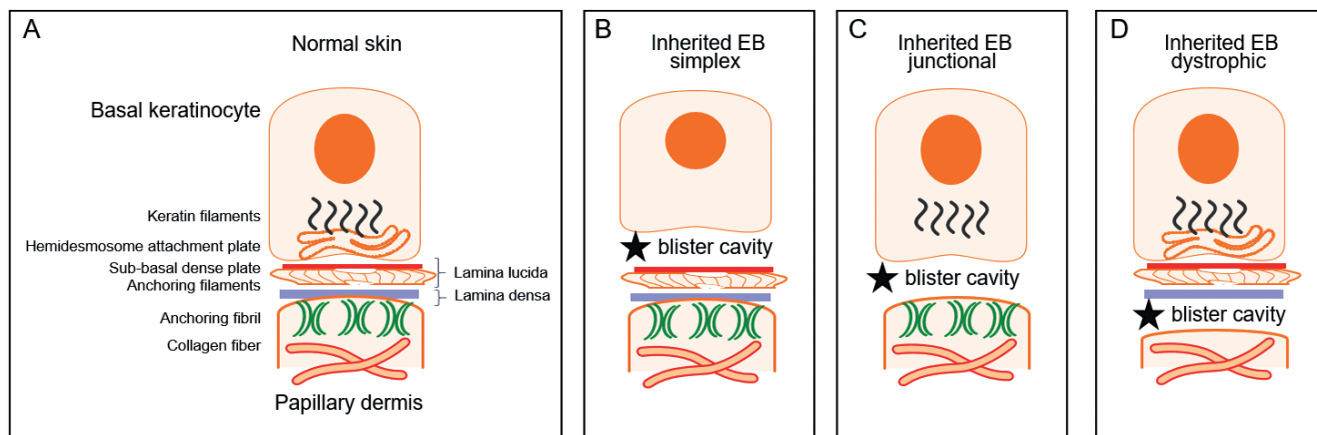 A
Normal skin
Basal keratinocyte
Keratin filaments
Hemidesmosome attachment plate
Sub-basal dense plate
Anchoring filaments
Lamina lucida
Lamina densa
Anchoring fibril
Collagen fiber
Papillary dermis
B
Inherited EB
simplex
blister cavity
C
Inherited EB
junctional
blister cavity
D
Inherited EB
dystrophic
blister cavity